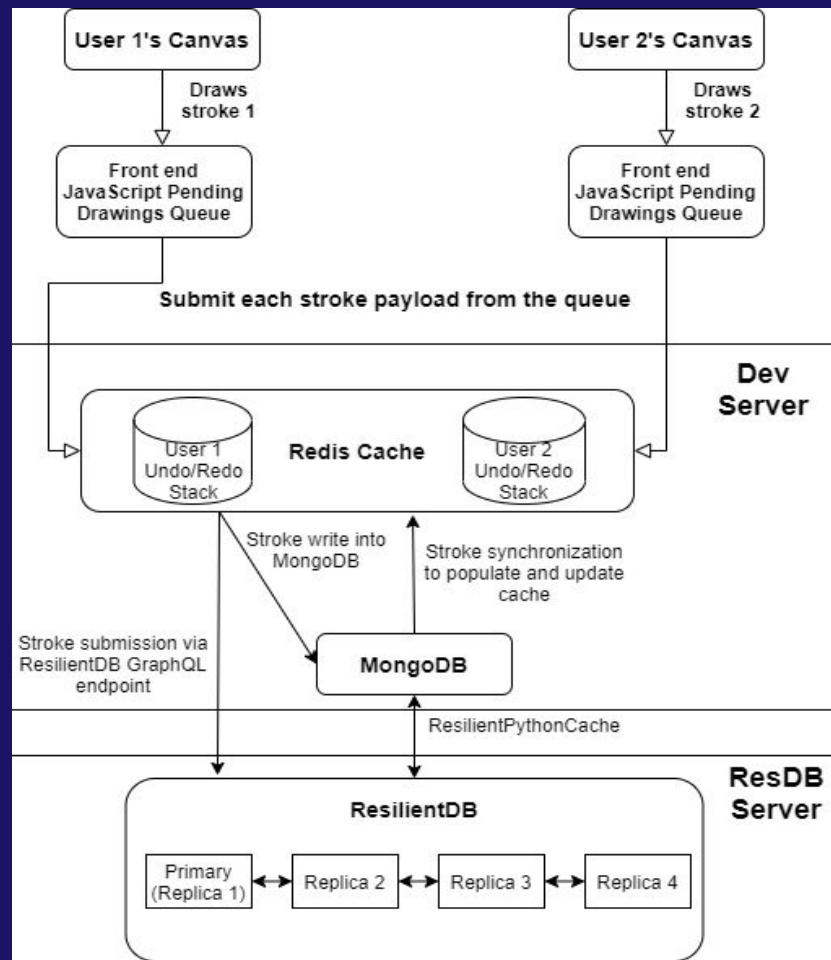 User 1's Canvas
User 2's Canvas
Draws
stroke 1
Draws
stroke 2
Front end
JavaScript Pending
Drawings Queue
Front end
JavaScript Pending
Drawings Queue
Submit each stroke payload from the queue
Dev
Server
User 1
Undo/Redo
Stack
Redis Cache
User 2
Undo/Redo
Stack
Stroke write into
MongoDB
Stroke synchronization
to populate and update
cache
Stroke submission via
ResilientDB GraphQL
endpoint
MongoDB
ResilientPythonCache
ResDB
Server
ResilientDB
Primary
(Replica 1)
Replica 2
Replica 3
Replica 4